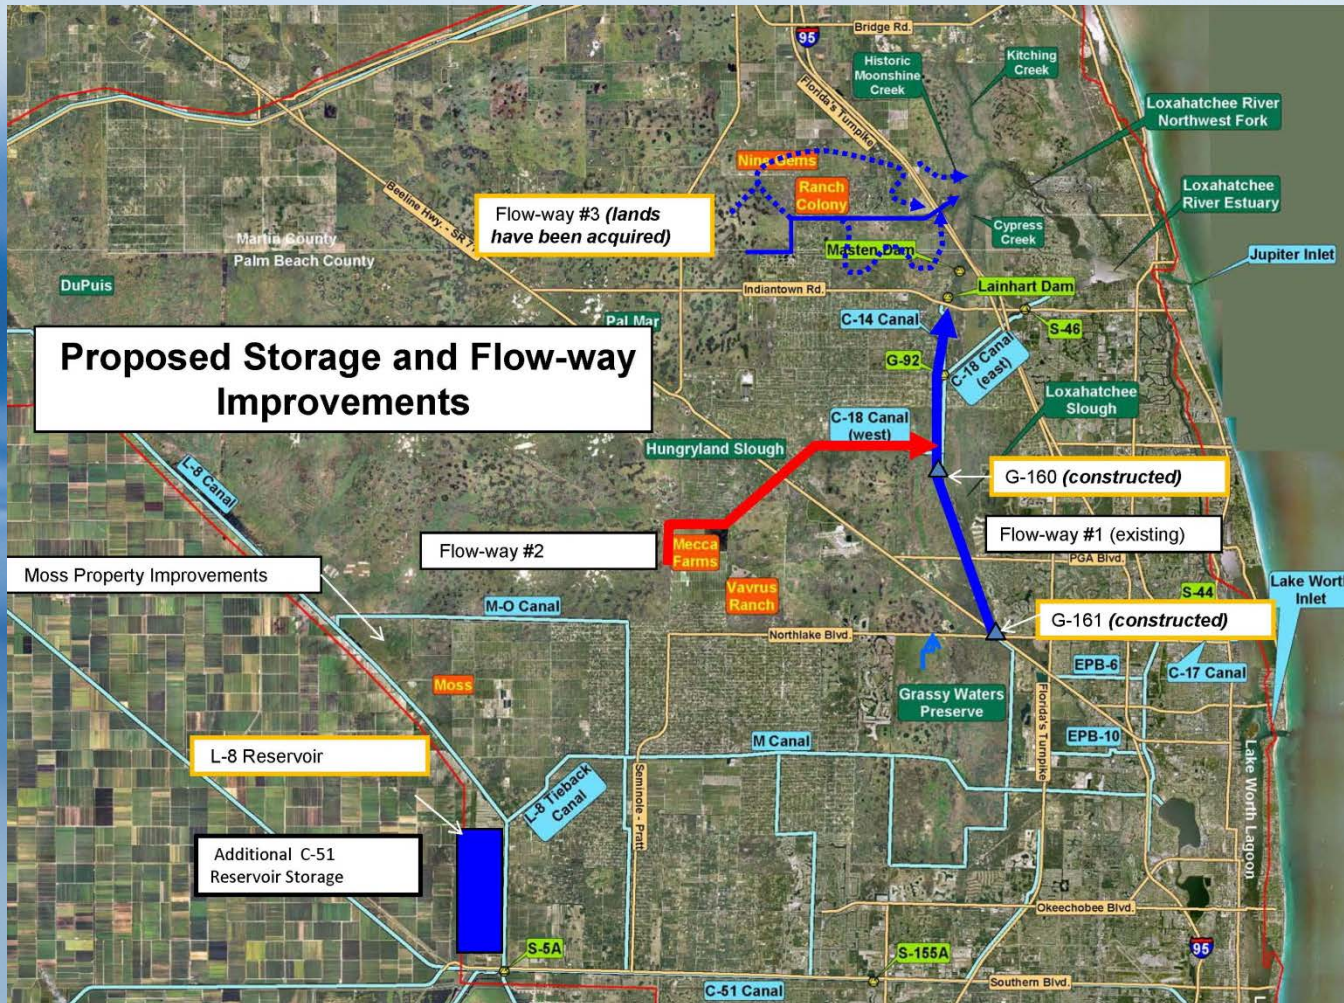 Bridge Rd.
95
Kitching
Creek
Historic
Moonshine
Creek
Florida's Turnpike
Loxahatchee River
Northwest Fork
Nine Gems
Ranch
Colony
Beeline Hwy - SR 7
Flow-way #3 (lands
have been acquired)
Loxahatchee
River Estuary
Cypress
Creek
Martin County
Palm Beach County
Masten Dam
Jupiter Inlet
DuPuis
Indiantown Rd.
Lainhart Dam
Pal Mar
C-14 Canal
S-46
Proposed Storage and Flow-way
Improvements
G-92
C-18 Canal
(east)
Loxahatchee
Slough
C-18 Canal
(west)
Hungryland Slough
L-8 Canal
G-160 (constructed)
Flow-way #1 (existing)
Flow-way #2
Mecca
Farms
PGA Blvd.
Moss Property Improvements
Vavrus
Ranch
Lake Worth
Inlet
S-44
M-O Canal
G-161 (constructed)
Northlake Blvd.
EPB-6
C-17 Canal
Moss
Grassy Waters
Preserve
Florida's Turnpike
L-8 Reservoir
M Canal
EPB-10
L-8 Tieback
Canal
Seminole - Pratt
Lake Worth Lagoon
Additional C-51
Reservoir Storage
Okeechobee Blvd.
S-5A
S-155A
95
Southern Blvd.
C-51 Canal